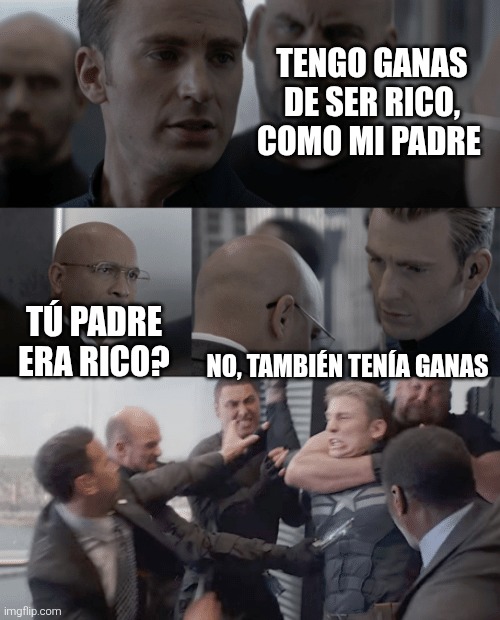 TENGO GANAS
DE SER RICO,
COMO MI PADRE
TÚ PADRE
ERA RICO?
NO, TAMBIÉN TENÍA GANAS
imgflip.com